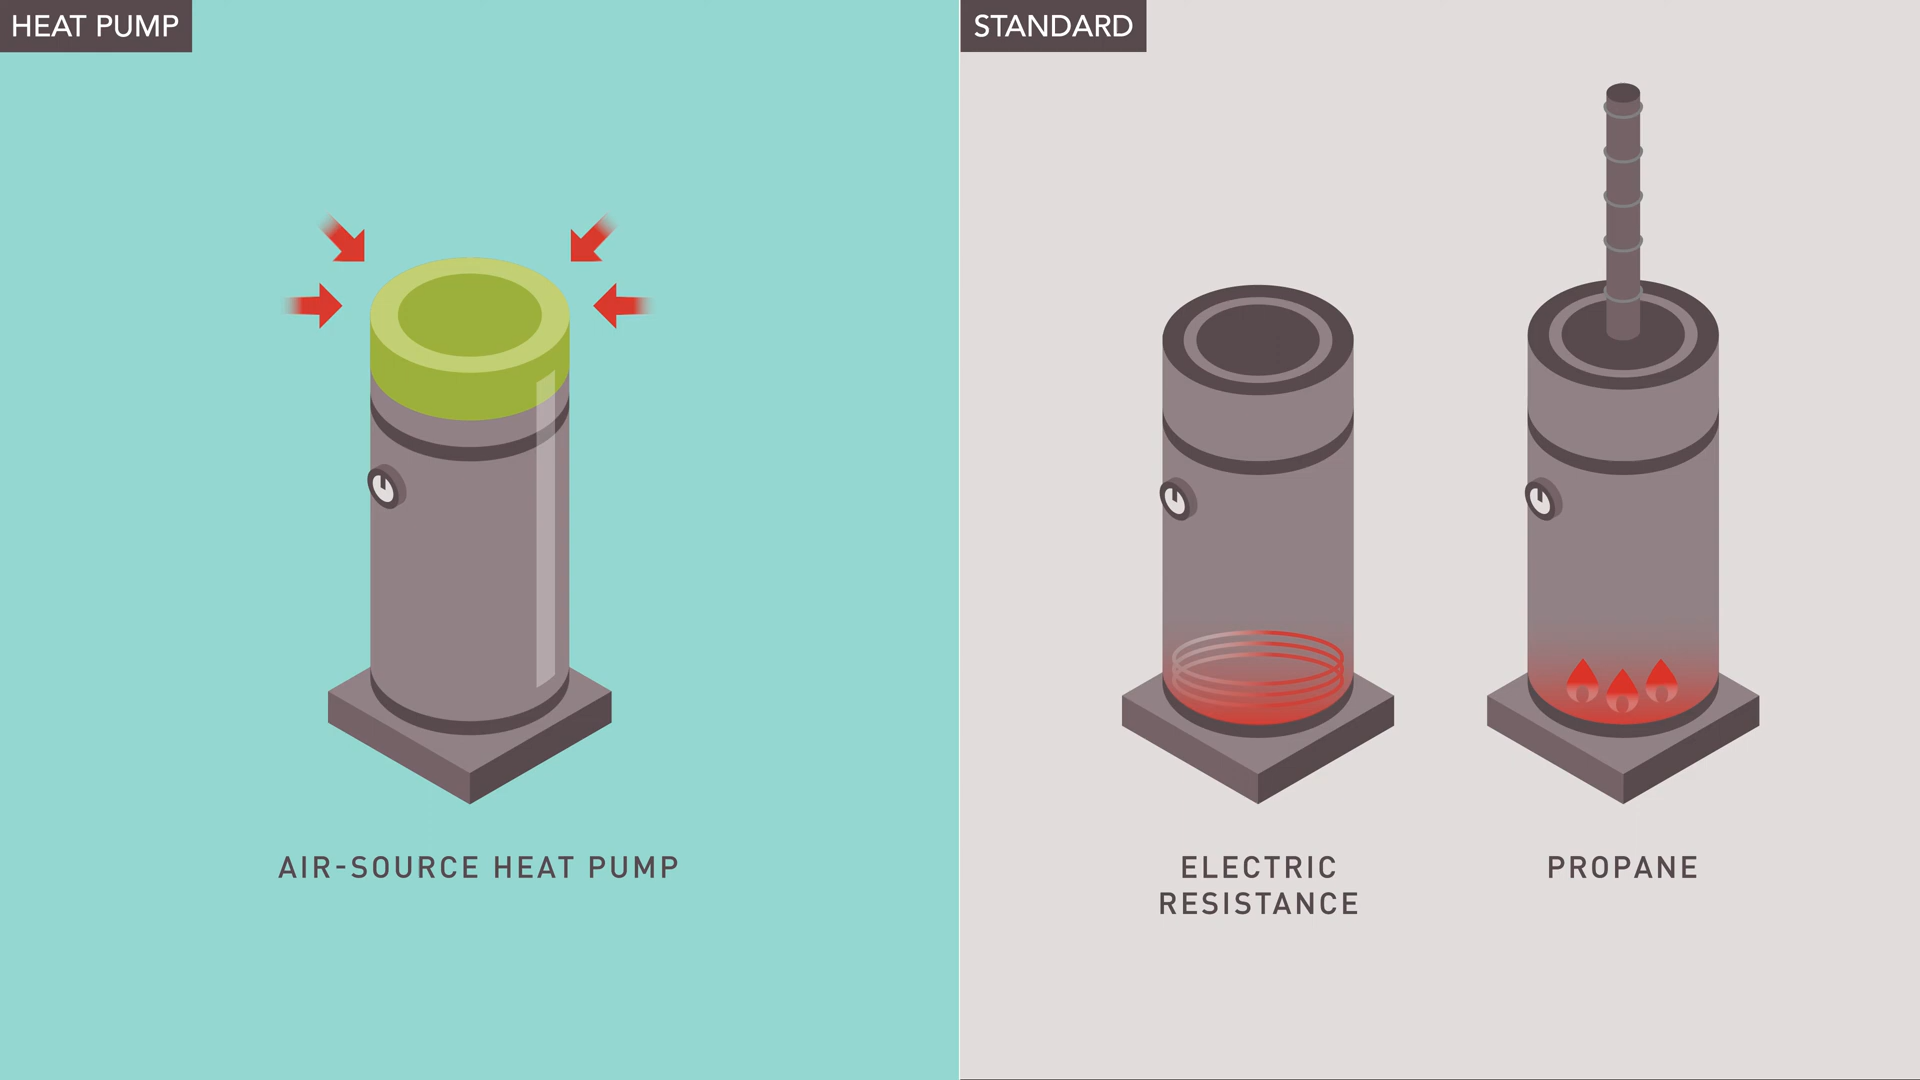 HEAT PUMP
STANDARD
AIR-SOURCE HEAT PUMP
ELECTRIC
RESISTANCE
PROPANE